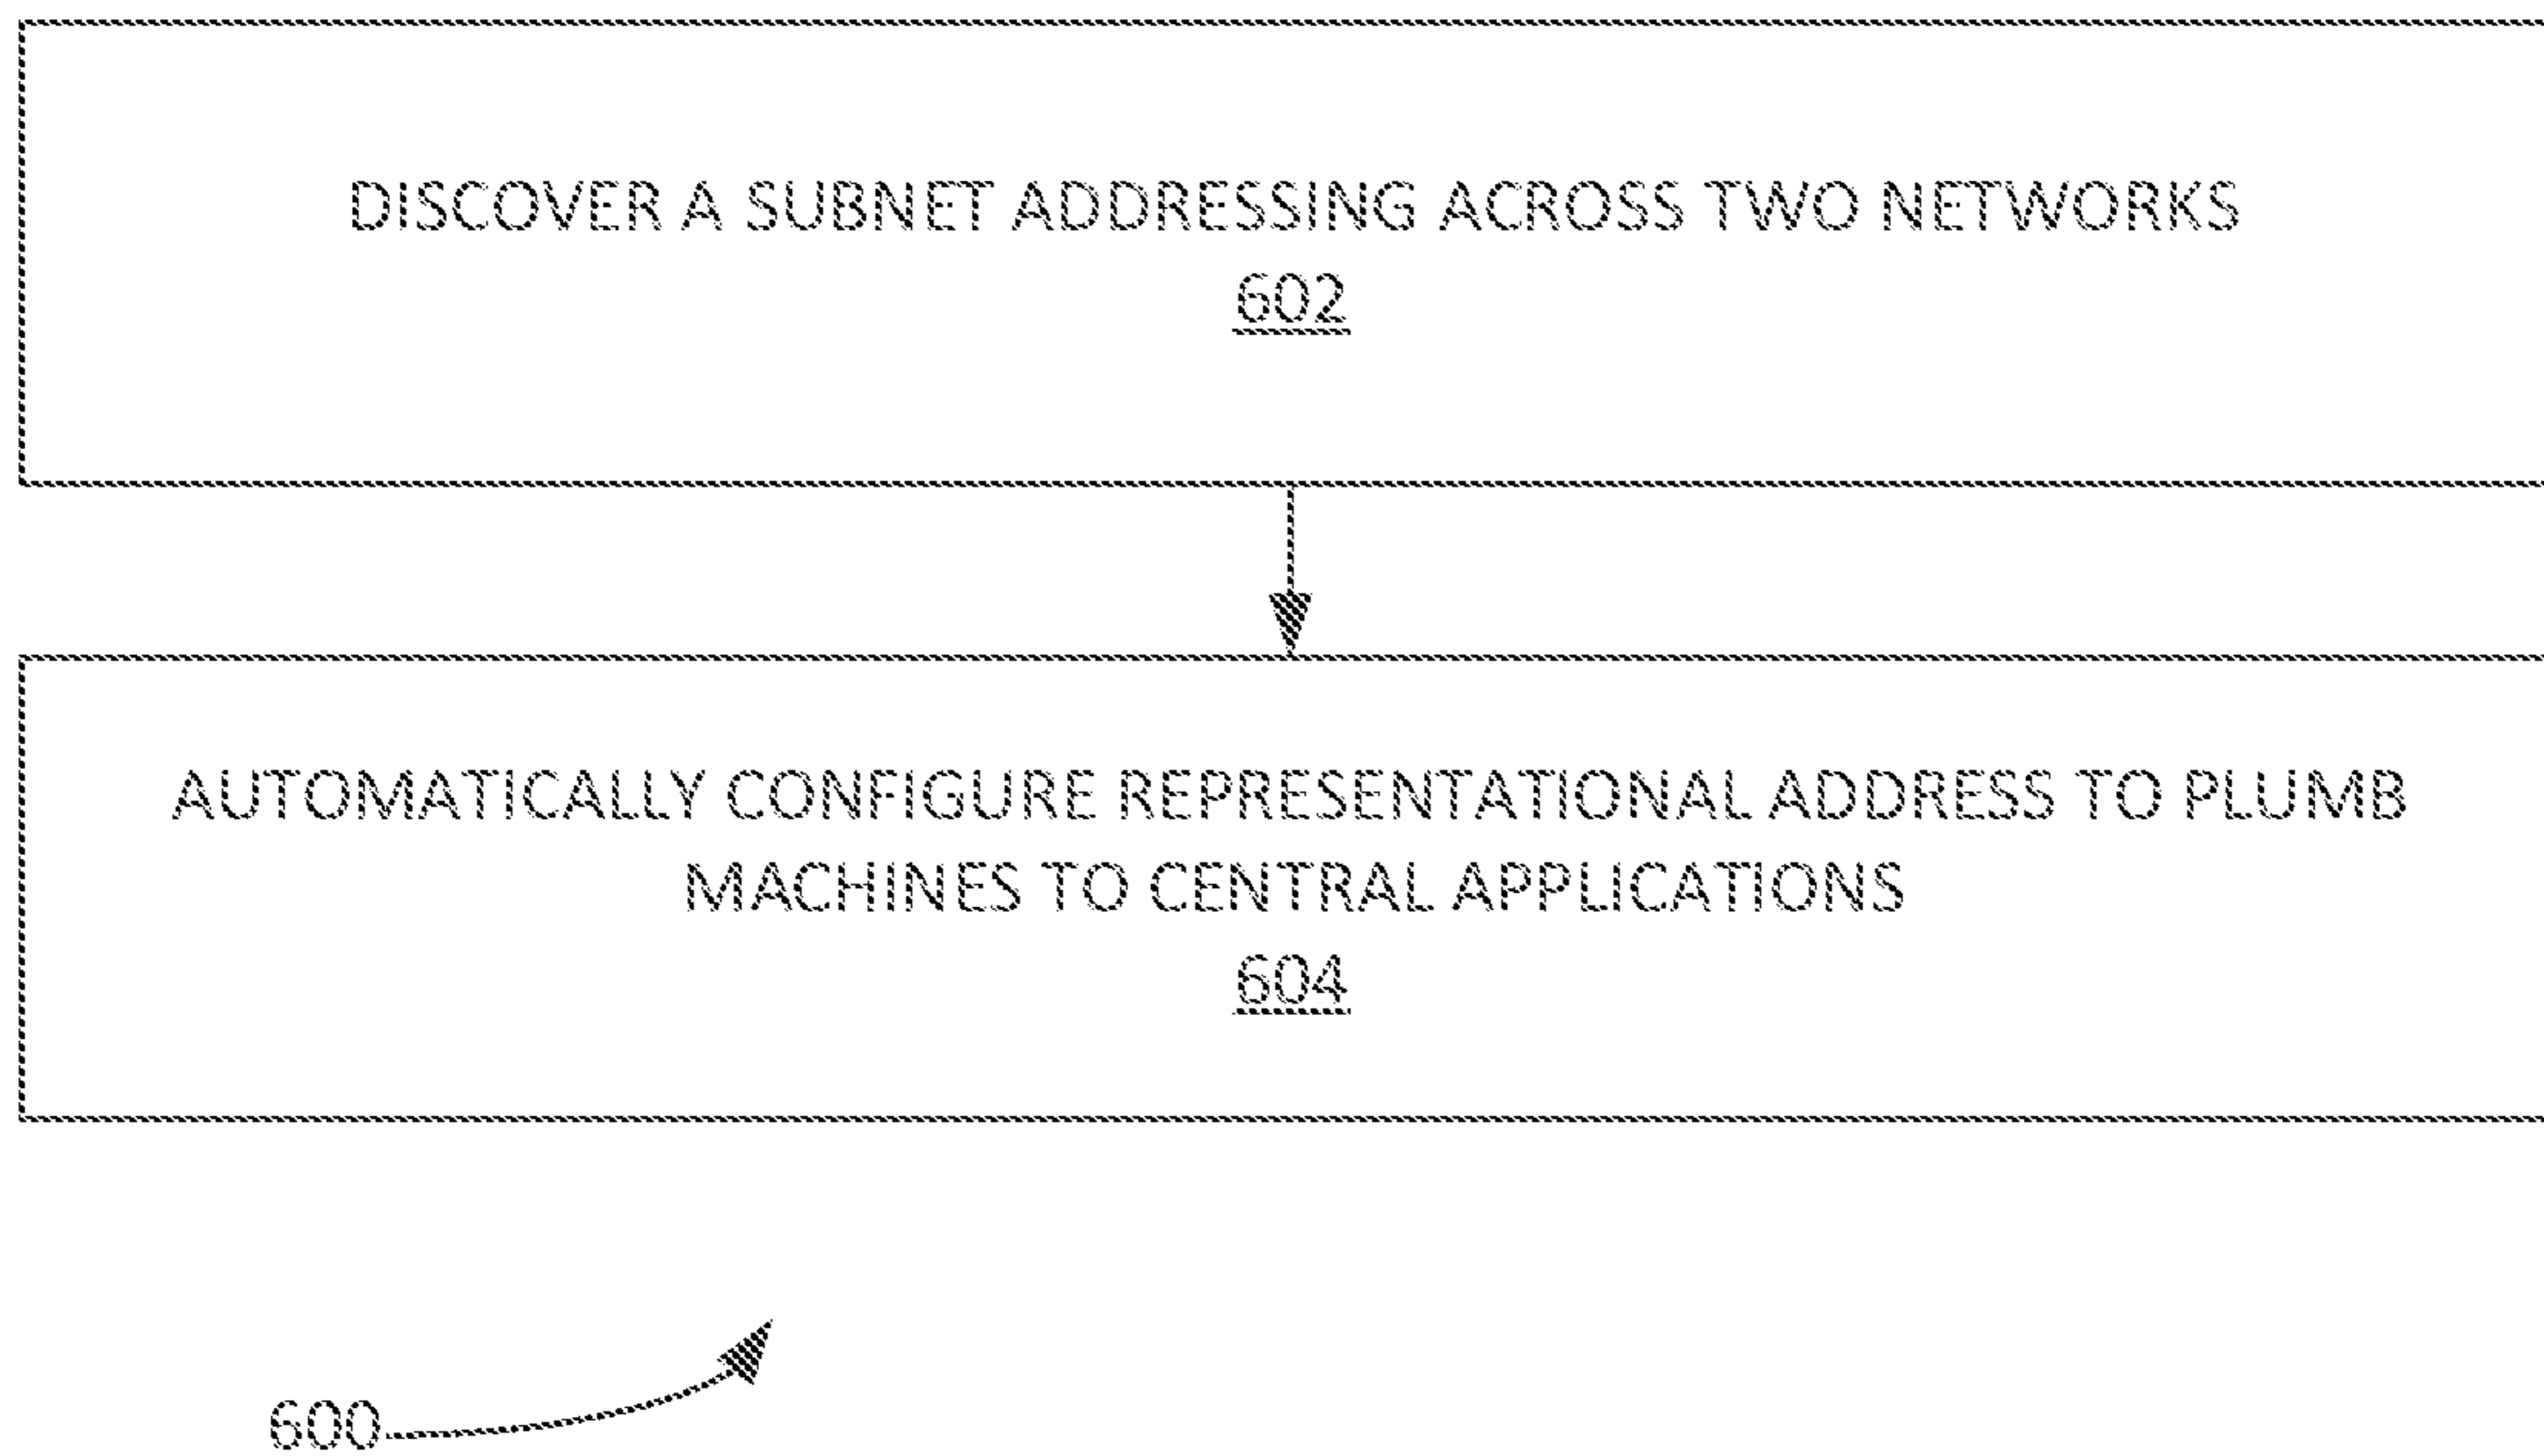 DISCOVER A SUBNET ADDRESSING ACROSS TWO NETWORKS
602
AUTOMATICALLY CONFIGURE REPRESENTATIONAL ADDRESS TO PLUMB
MACHINES TO CENTRAL APPLICATIONS
604
600